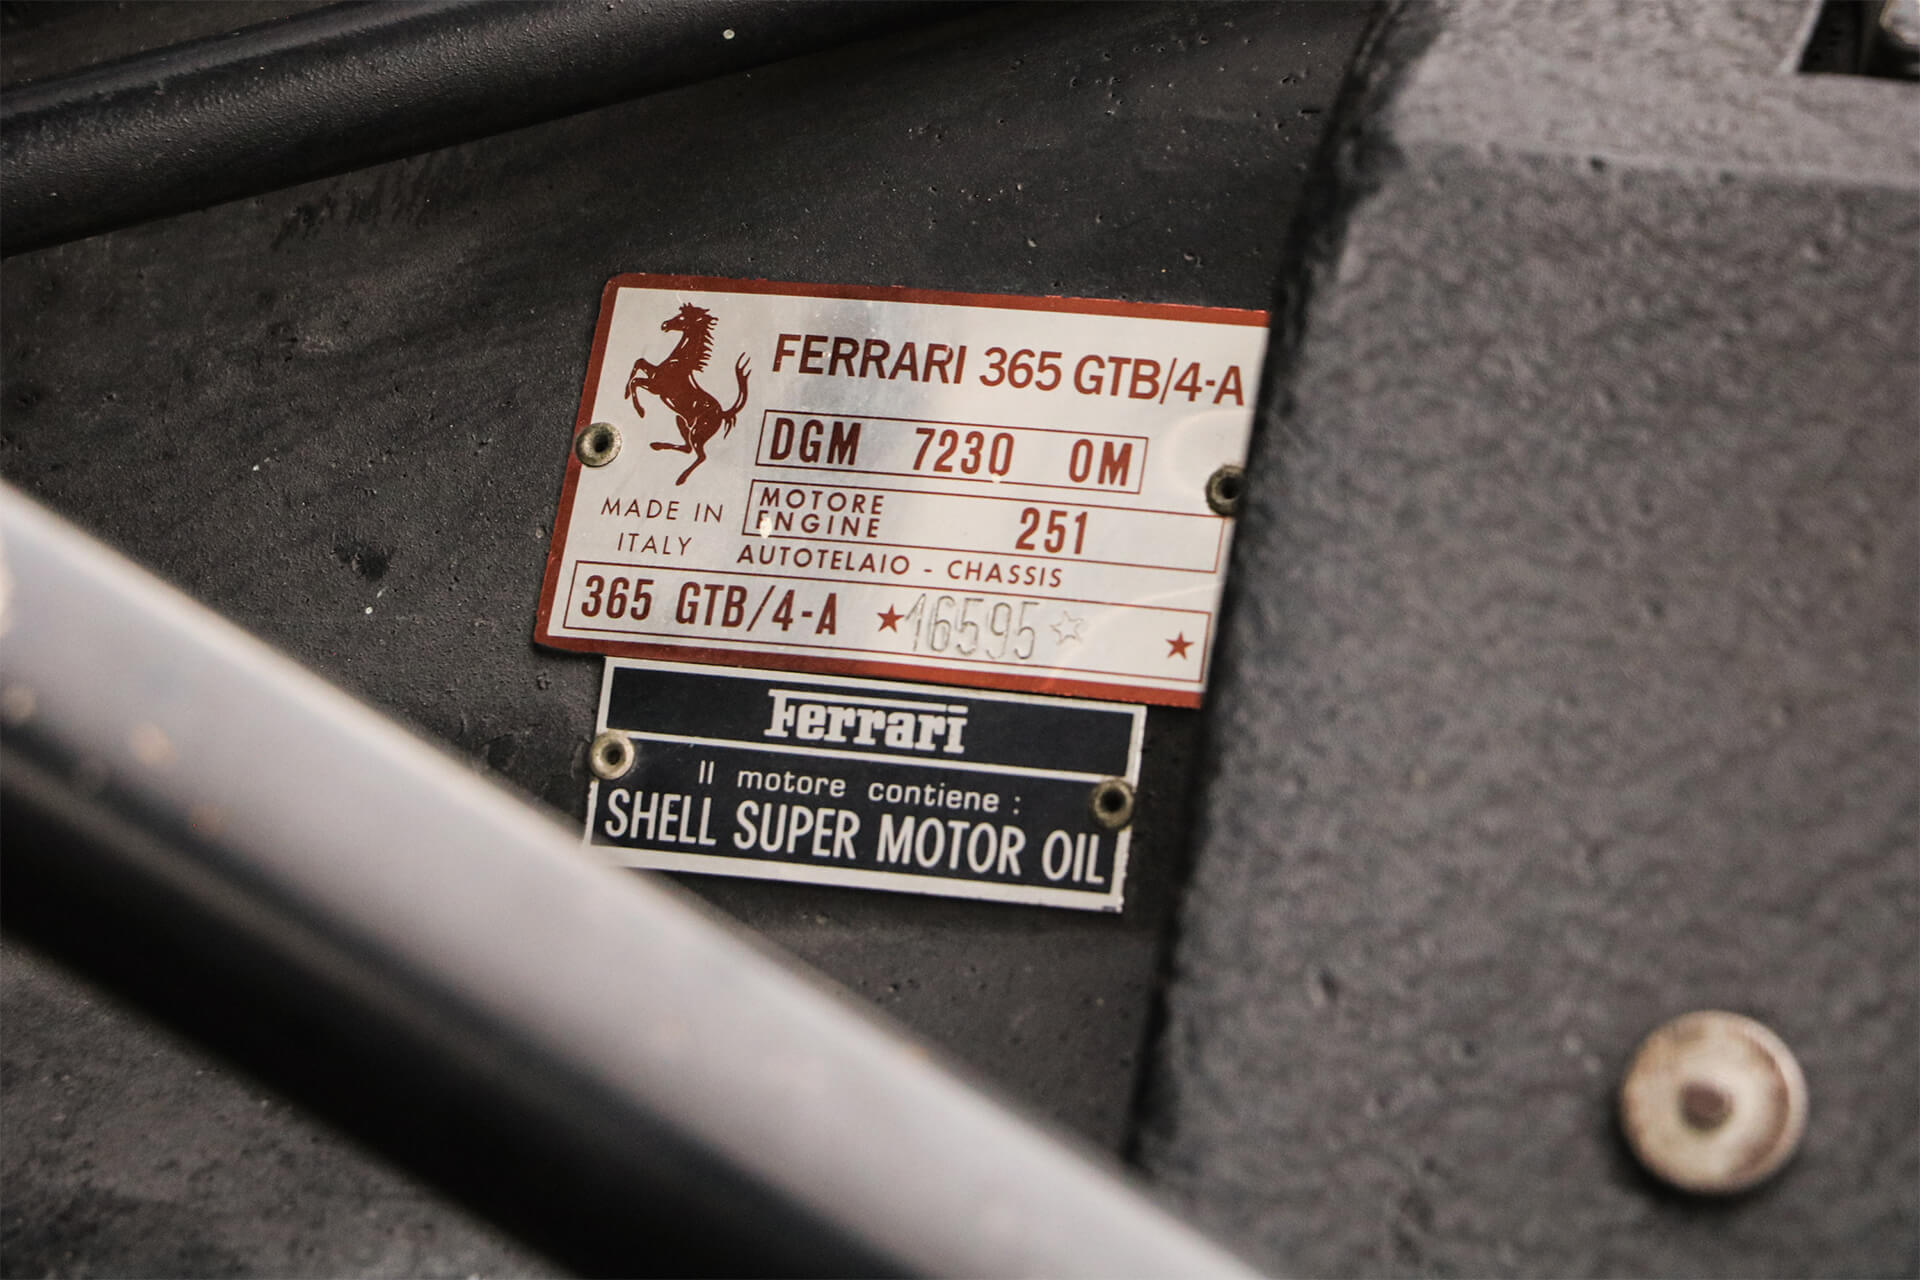 FERRARI 365 GTB/4-A
DGM 7230 OM
MADE IN
ITALY
MOTORE
ENGINE
251
AUTOTELAIO - CHASSIS
365 GTB/4-A ★16595☆ ★
Ferrari
Il motore contiene :
SHELL SUPER MOTOR OIL